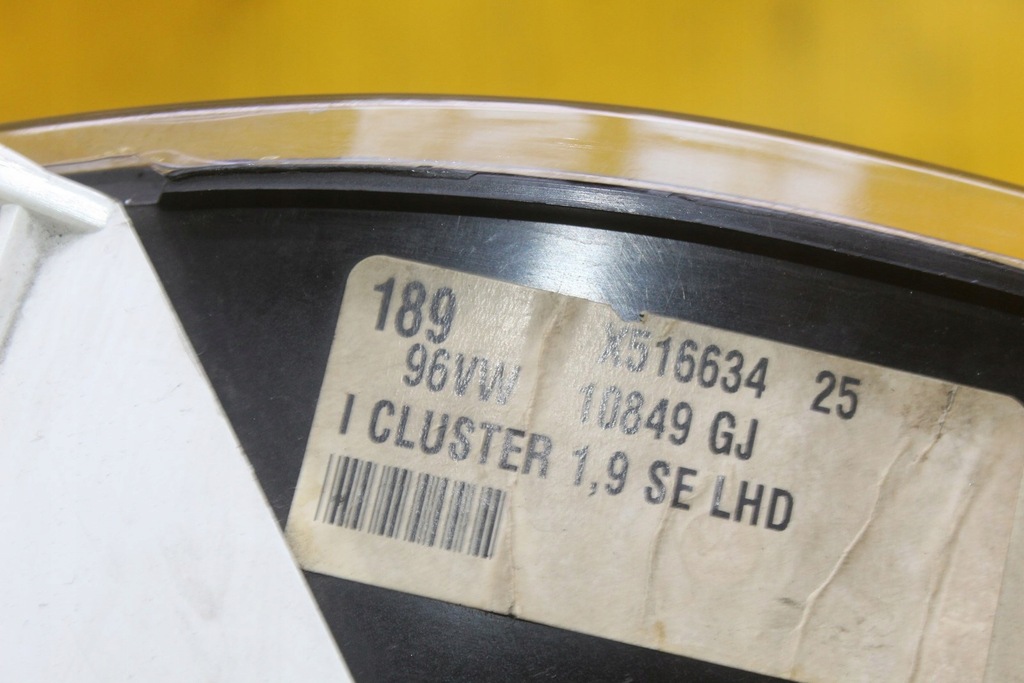 189 X516634 25
96VW 10849 GJ
I CLUSTER 1,9 SE LHD